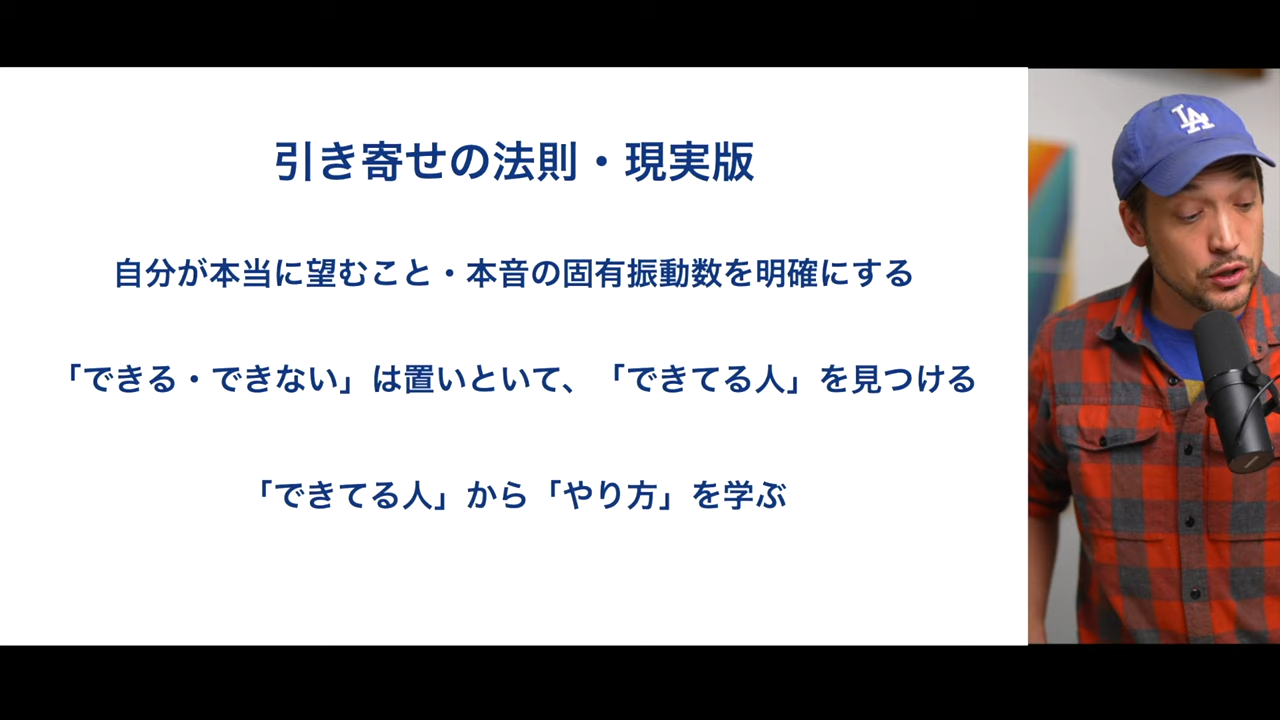 引き寄せの法則・現実版
自分が本当に望むこと・本音の固有振動数を明確にする
「できる・できない」は置いといて、「できてる人」を見つける
「できてる人」から「やり方」を学ぶ
LA